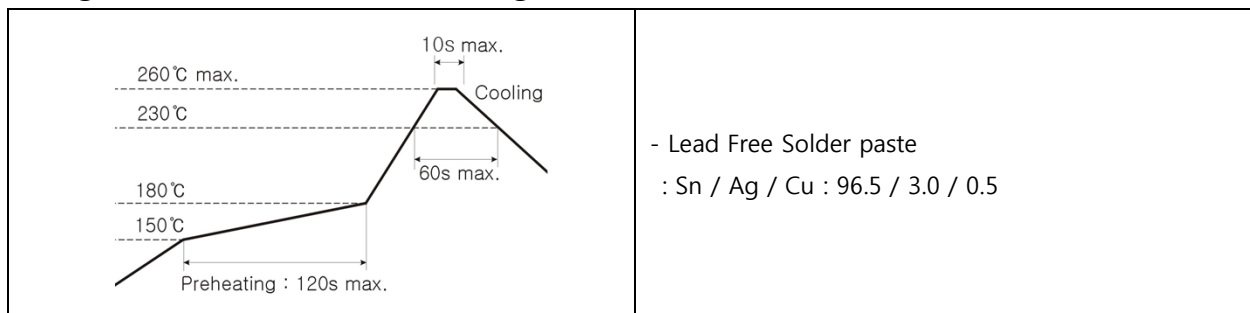 10s max.
260℃ max.
Cooling
230℃
60s max.
180℃
150℃
Preheating : 120s max.
- Lead Free Solder paste
: Sn / Ag / Cu : 96.5 / 3.0 / 0.5